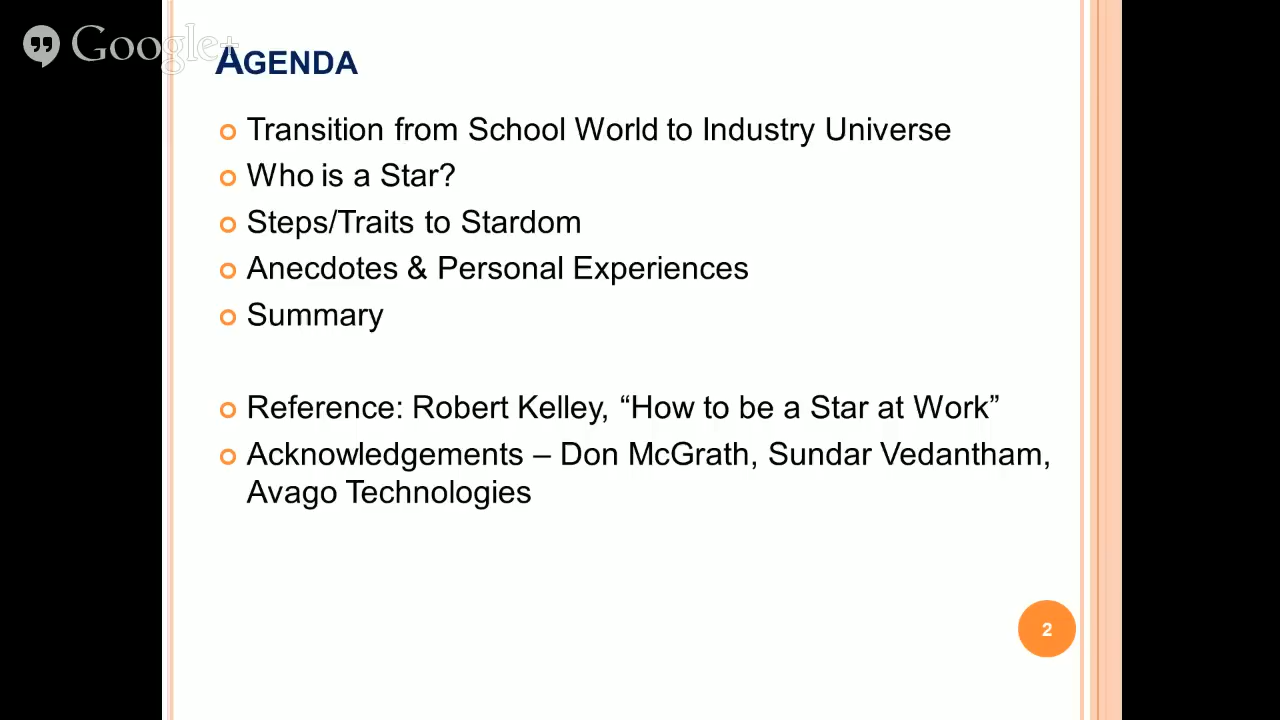 Google+
AGENDA
Transition from School World to Industry Universe
Who is a Star?
Steps/Traits to Stardom
Anecdotes & Personal Experiences
Summary
Reference: Robert Kelley, “How to be a Star at Work”
Acknowledgements – Don McGrath, Sundar Vedantham,
Avago Technologies
2